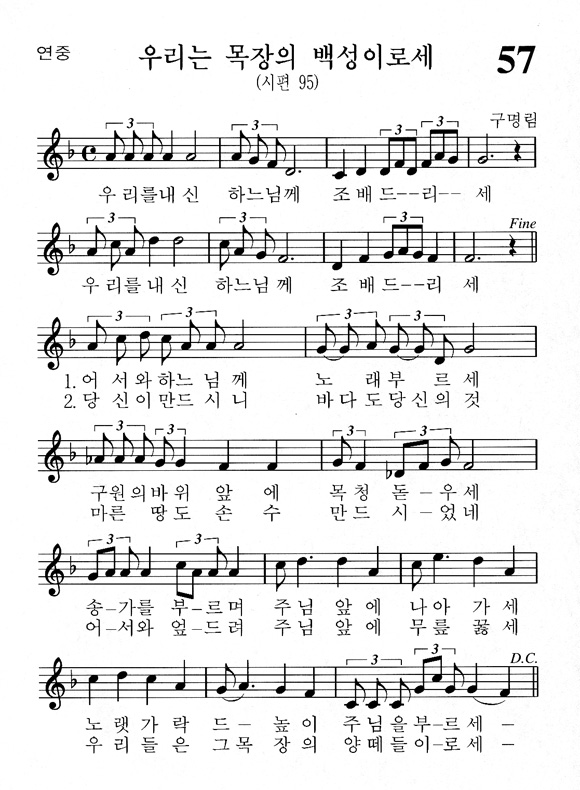 연중
우리는 목장의 백성이로세
57
(시편 95)
구명림
3 3 3 3
우 리를내 신 하느님께 조 배 드--리-- 세
3 3 3 Fine
우 리를 내 신 하느님 께 조 배드--리 세
3 3 3 3
1. 어 서와하느 님 께 노 래부 르 세
2. 당 신이만드 시 니 바 다도당신의 것
3 3 3
구원의바위 앞 에 목청 돋-우세
마른 땅도 손 수 만드 시-었네
3 3
송-가를 부-르며 주님 앞에 나아 가세
어-서와 엎-드려 주님 앞에 무릎 꿇세
3 3 3 D.C.
노 랫 가 락 드- 높이 주님을부-르세-
우 리 들 은 그목 장의 양떼들이-로세-